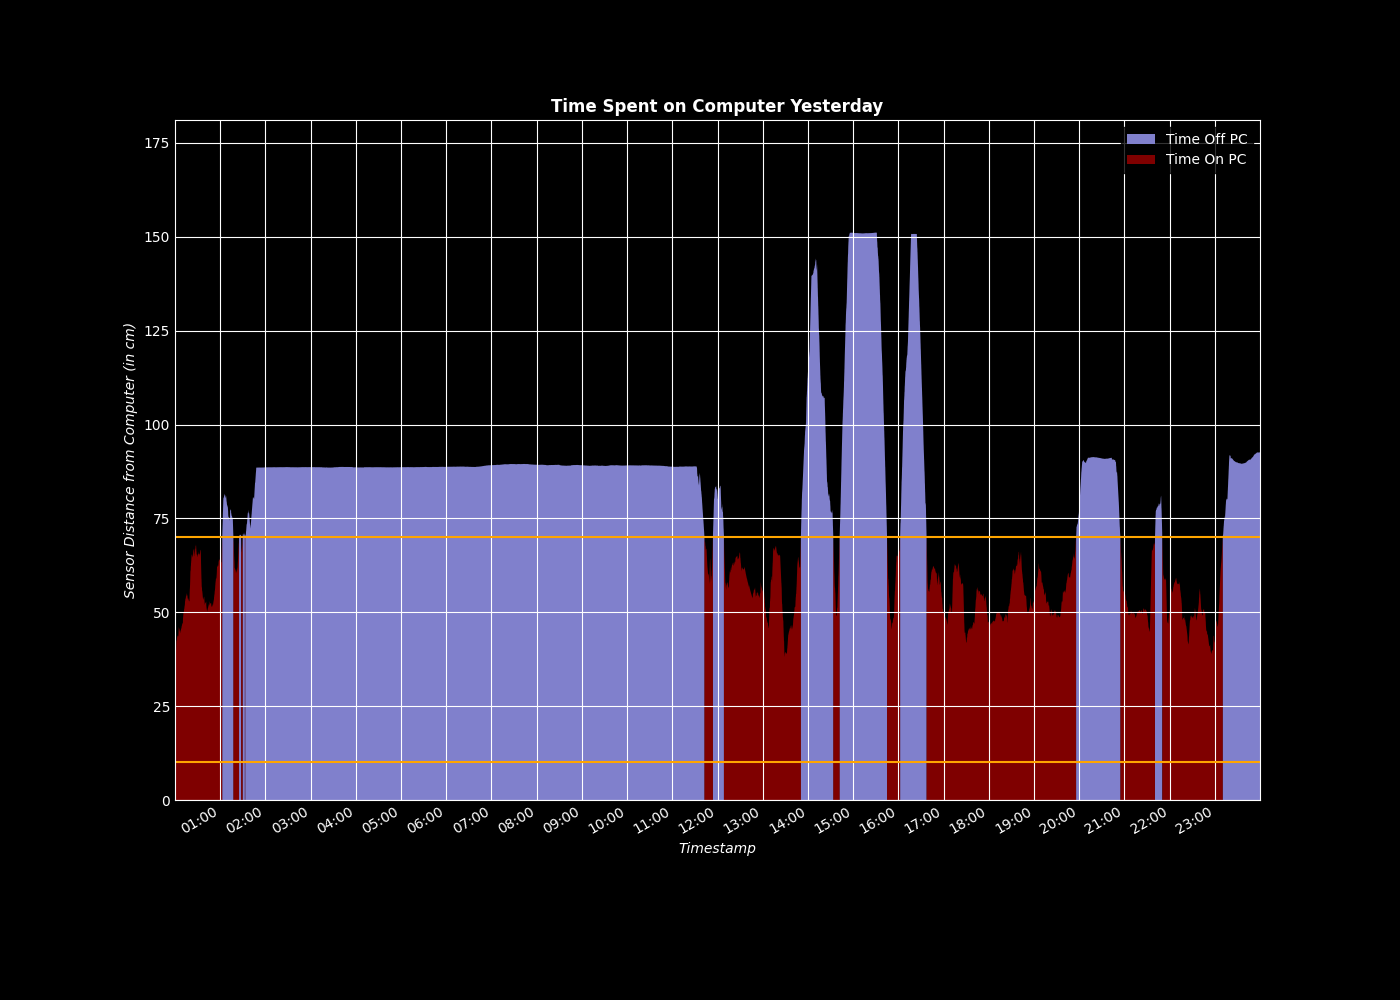 Time Spent on Computer Yesterday
Time Off PC
Time On PC
Sensor Distance from Computer (in cm)
175
150
125
100
75
50
25
0
01:00 02:00 03:00 04:00 05:00 06:00 07:00 08:00 09:00 10:00 11:00 12:00 13:00 14:00 15:00 16:00 17:00 18:00 19:00 20:00 21:00 22:00 23:00
Timestamp